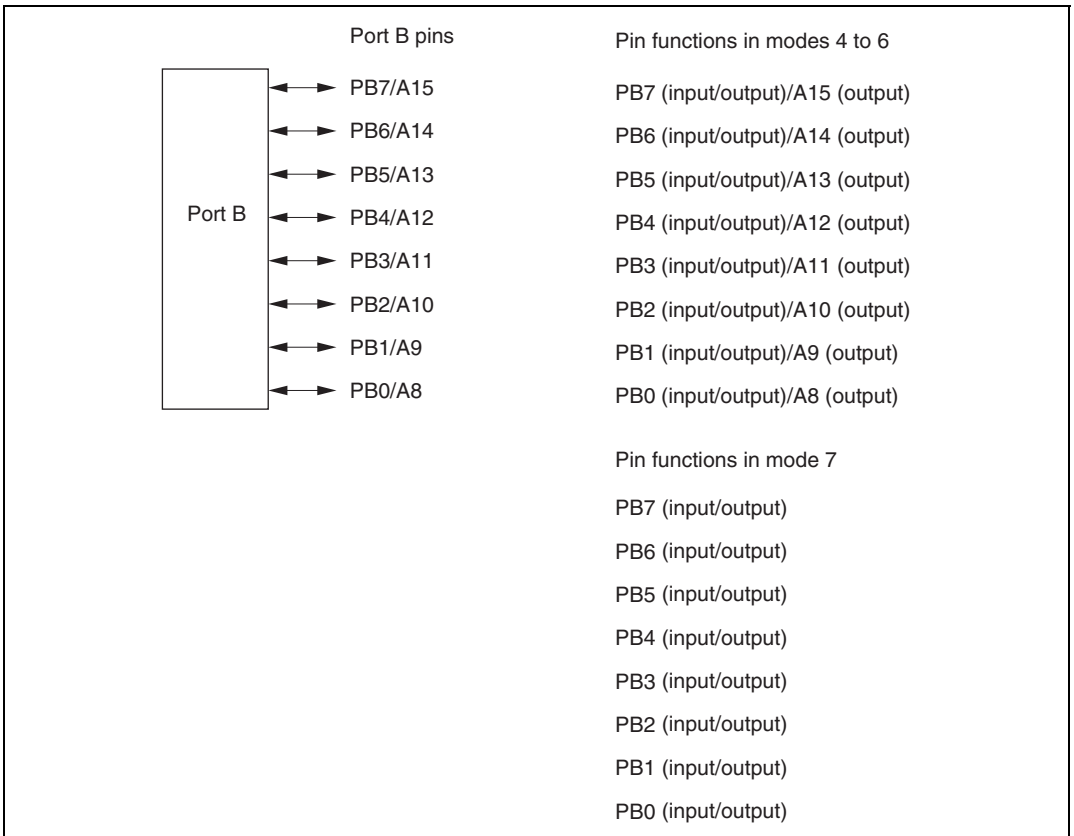 Port B pins
Port B
PB7/A15
PB6/A14
PB5/A13
PB4/A12
PB3/A11
PB2/A10
PB1/A9
PB0/A8
Pin functions in modes 4 to 6
PB7 (input/output)/A15 (output)
PB6 (input/output)/A14 (output)
PB5 (input/output)/A13 (output)
PB4 (input/output)/A12 (output)
PB3 (input/output)/A11 (output)
PB2 (input/output)/A10 (output)
PB1 (input/output)/A9 (output)
PB0 (input/output)/A8 (output)
Pin functions in mode 7
PB7 (input/output)
PB6 (input/output)
PB5 (input/output)
PB4 (input/output)
PB3 (input/output)
PB2 (input/output)
PB1 (input/output)
PB0 (input/output)